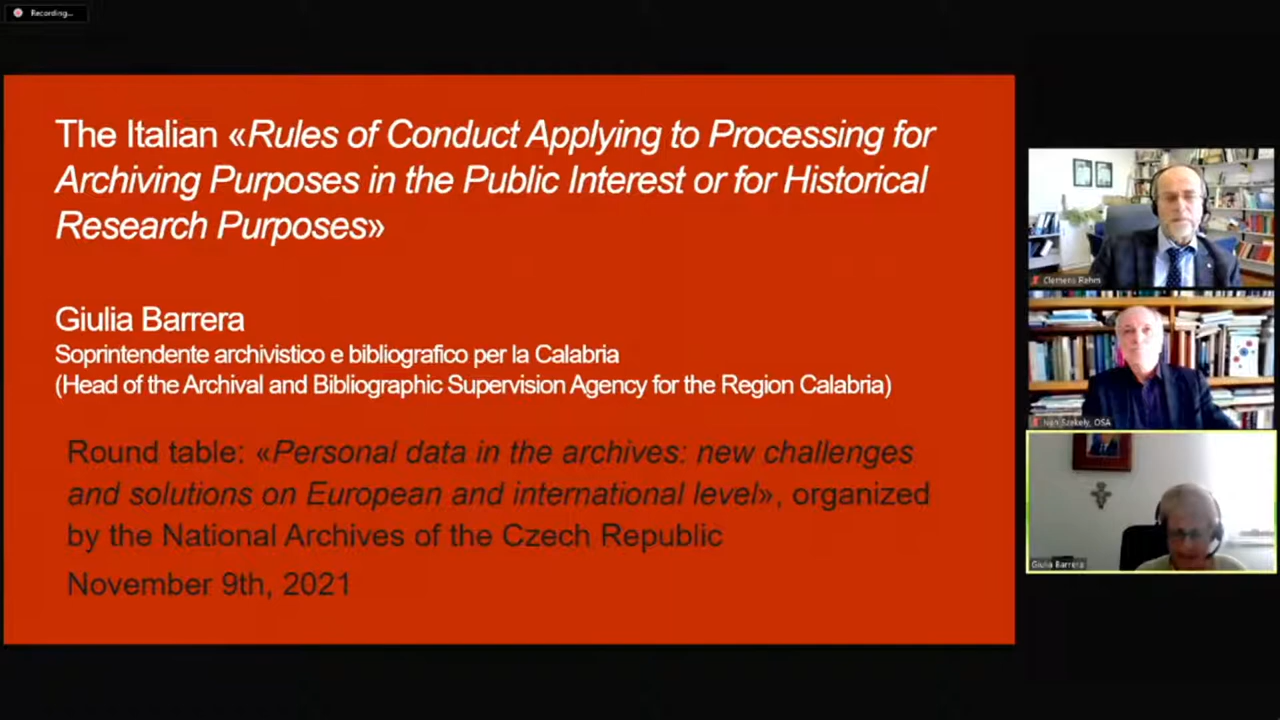 Recording...
The Italian «Rules of Conduct Applying to Processing for
Archiving Purposes in the Public Interest or for Historical
Research Purposes»
Giulia Barrera
Soprintendente archivistico e bibliografico per la Calabria
(Head of the Archival and Bibliographic Supervision Agency for the Region Calabria)
Round table: «Personal data in the archives: new challenges
and solutions on European and international level», organized
by the National Archives of the Czech Republic
November 9th, 2021
Clemens Rehm
Ivan Szekely, OSA
Giulia Barrera